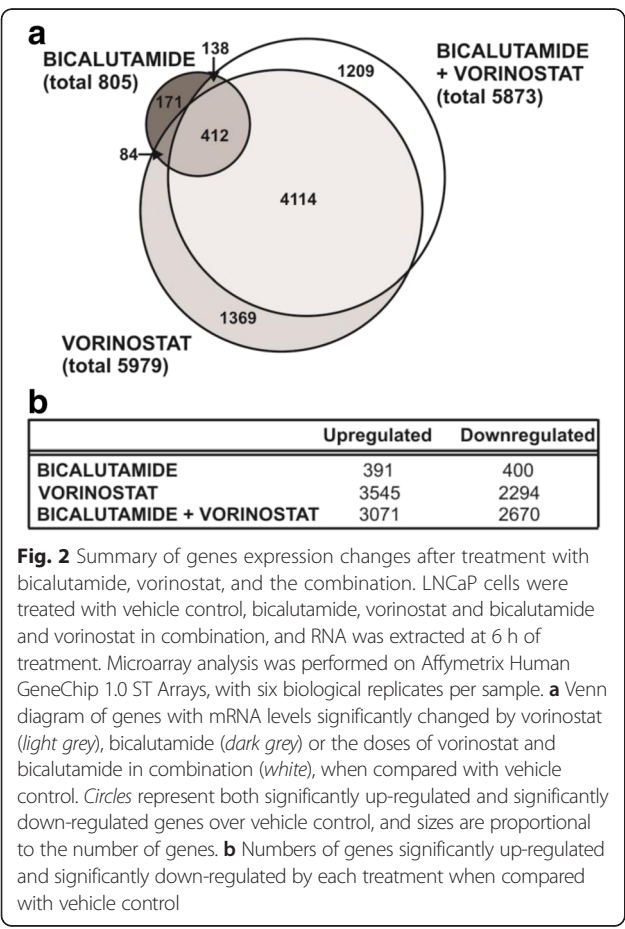 a
138
BICALUTAMIDE
(total 805)
BICALUTAMIDE
+ VORINOSTAT
(total 5873)
1209
171
412
84
4114
1369
VORINOSTAT
(total 5979)
b
Upregulated Downregulated
BICALUTAMIDE 391 400
VORINOSTAT 3545 2294
BICALUTAMIDE + VORINOSTAT 3071 2670
Fig. 2 Summary of genes expression changes after treatment with
bicalutamide, vorinostat, and the combination. LNCaP cells were
treated with vehicle control, bicalutamide, vorinostat and bicalutamide
and vorinostat in combination, and RNA was extracted at 6 h of
treatment. Microarray analysis was performed on Affymetrix Human
GeneChip 1.0 ST Arrays, with six biological replicates per sample. a Venn
diagram of genes with mRNA levels significantly changed by vorinostat
(light grey), bicalutamide (dark grey) or the doses of vorinostat and
bicalutamide in combination (white), when compared with vehicle
control. Circles represent both significantly up-regulated and significantly
down-regulated genes over vehicle control, and sizes are proportional
to the number of genes. b Numbers of genes significantly up-regulated
and significantly down-regulated by each treatment when compared
with vehicle control